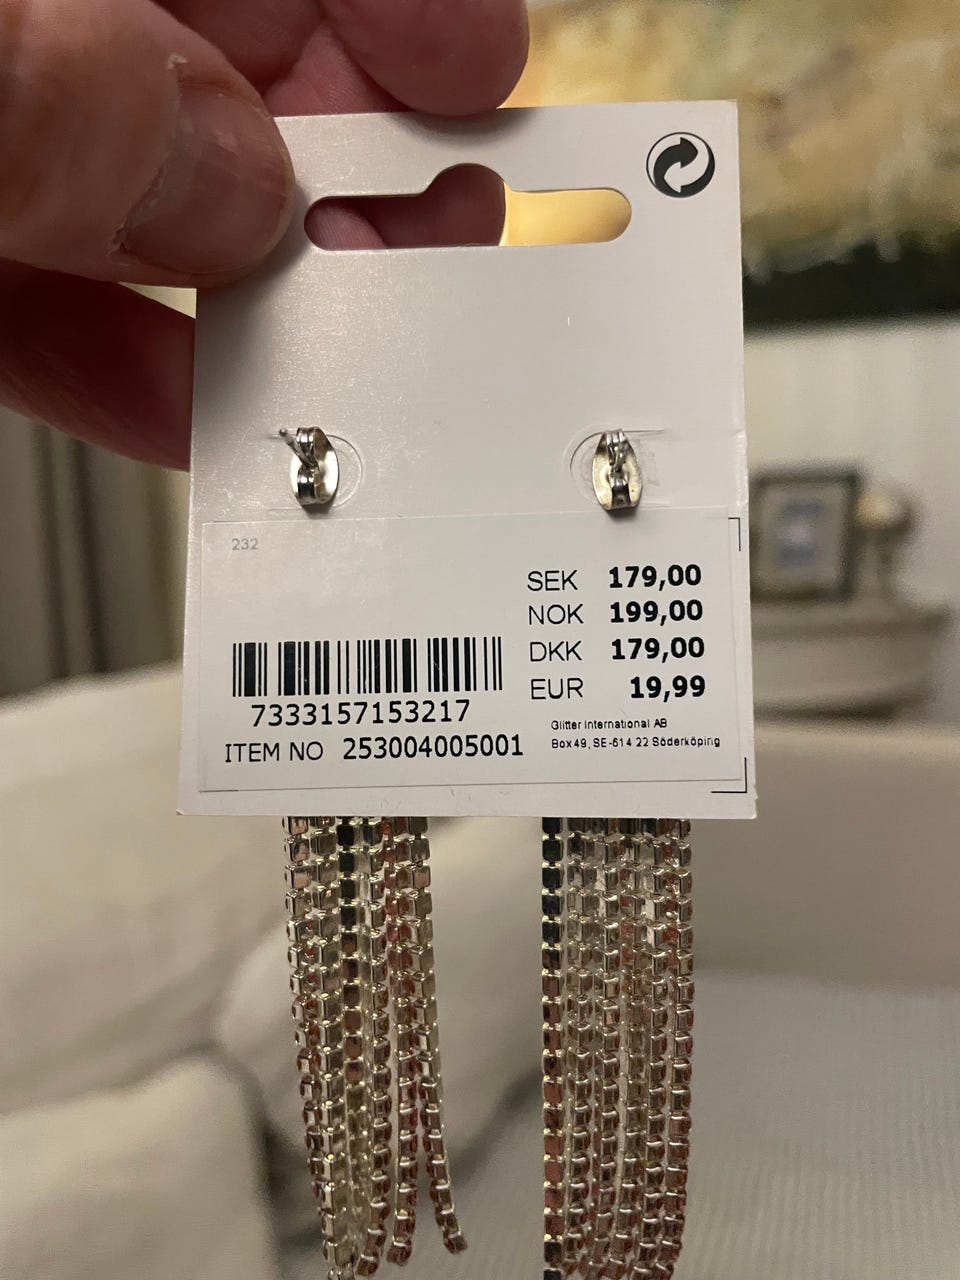 232
SEK 179,00
NOK 199,00
DKK 179,00
EUR 19,99
7333157153217
ITEM NO 253004005001
Glitter International AB
Box 49, SE-614 22 Söderköping